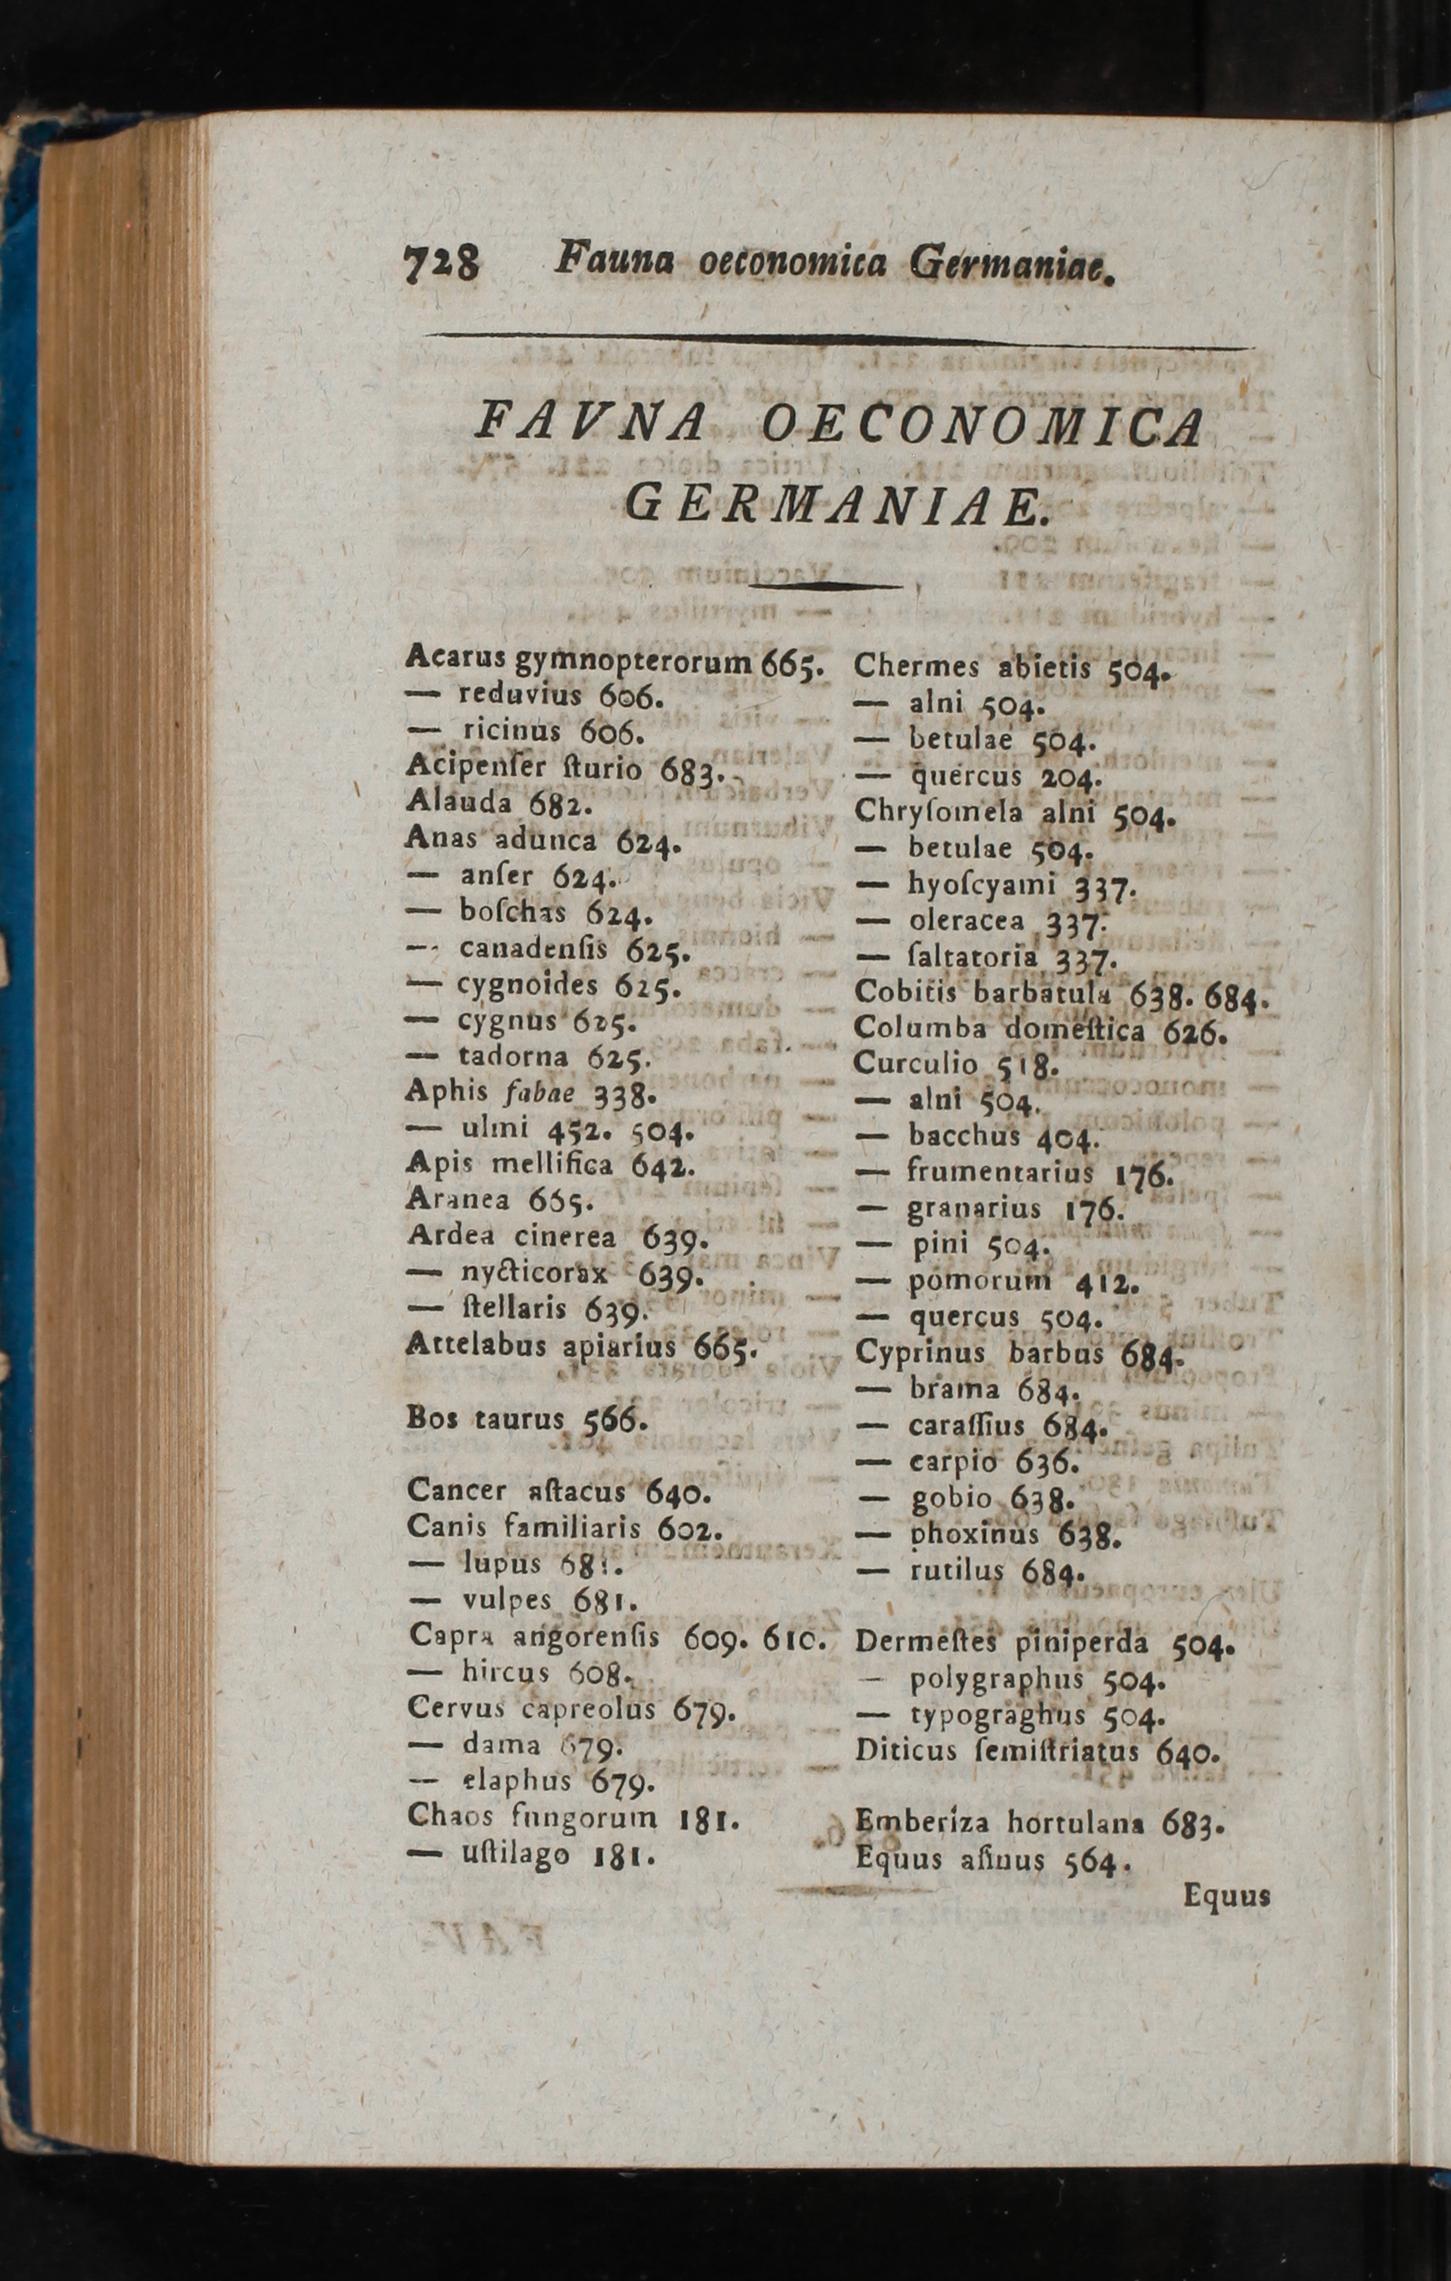 728 Fauna oeconomica Germaniae.
FAVNA OECONOMICA
GERMANIAE.
Acarus gymnopterorum 665.
— reduvius 606.
— ricinus 606.
Acipenſer ſturio 683.
Alauda 682.
Anas adunca 624.
— anſer 624.
— boſchas 624.
— canadenſis 625.
— cygnoides 625.
— cygnus 625.
— tadorna 625.
Aphis fabae 338.
— ulmi 452. 504.
Apis mellifica 642.
Aranea 665.
Ardea cinerea 639.
— nycticorax 639.
— ſtellaris 639.
Attelabus apiarius 665.
Bos taurus 566.
Cancer aſtacus 640.
Canis familiaris 602.
— lupus 681.
— vulpes 681.
Capra angorenſis 609. 610.
— hircus 608.
Cervus capreolus 679.
— dama 679.
— elaphus 679.
Chaos fungorum 181.
— uſtilago 181.
Chermes abietis 504.
— alni 504.
— betulae 504.
— quercus 204.
Chryſomela alni 504.
— betulae 504.
— hyoſcyami 337.
— oleracea 337.
— ſaltatoria 337.
Cobitis barbatula 638. 684.
Columba domeſtica 626.
Curculio 518.
— alni 504.
— bacchus 404.
— frumentarius 176.
— granarius 176.
— pini 504.
— pomorum 412.
— quercus 504.
Cyprinus barbus 684.
— brama 684.
— caraſſius 684.
— carpio 636.
— gobio 638.
— phoxinus 638.
— rutilus 684.
Dermeſtes piniperda 504.
— polygraphus 504.
— typograghus 504.
Diticus ſemiſtriatus 640.
Emberiza hortulana 683.
Equus aſinus 564.
Equus